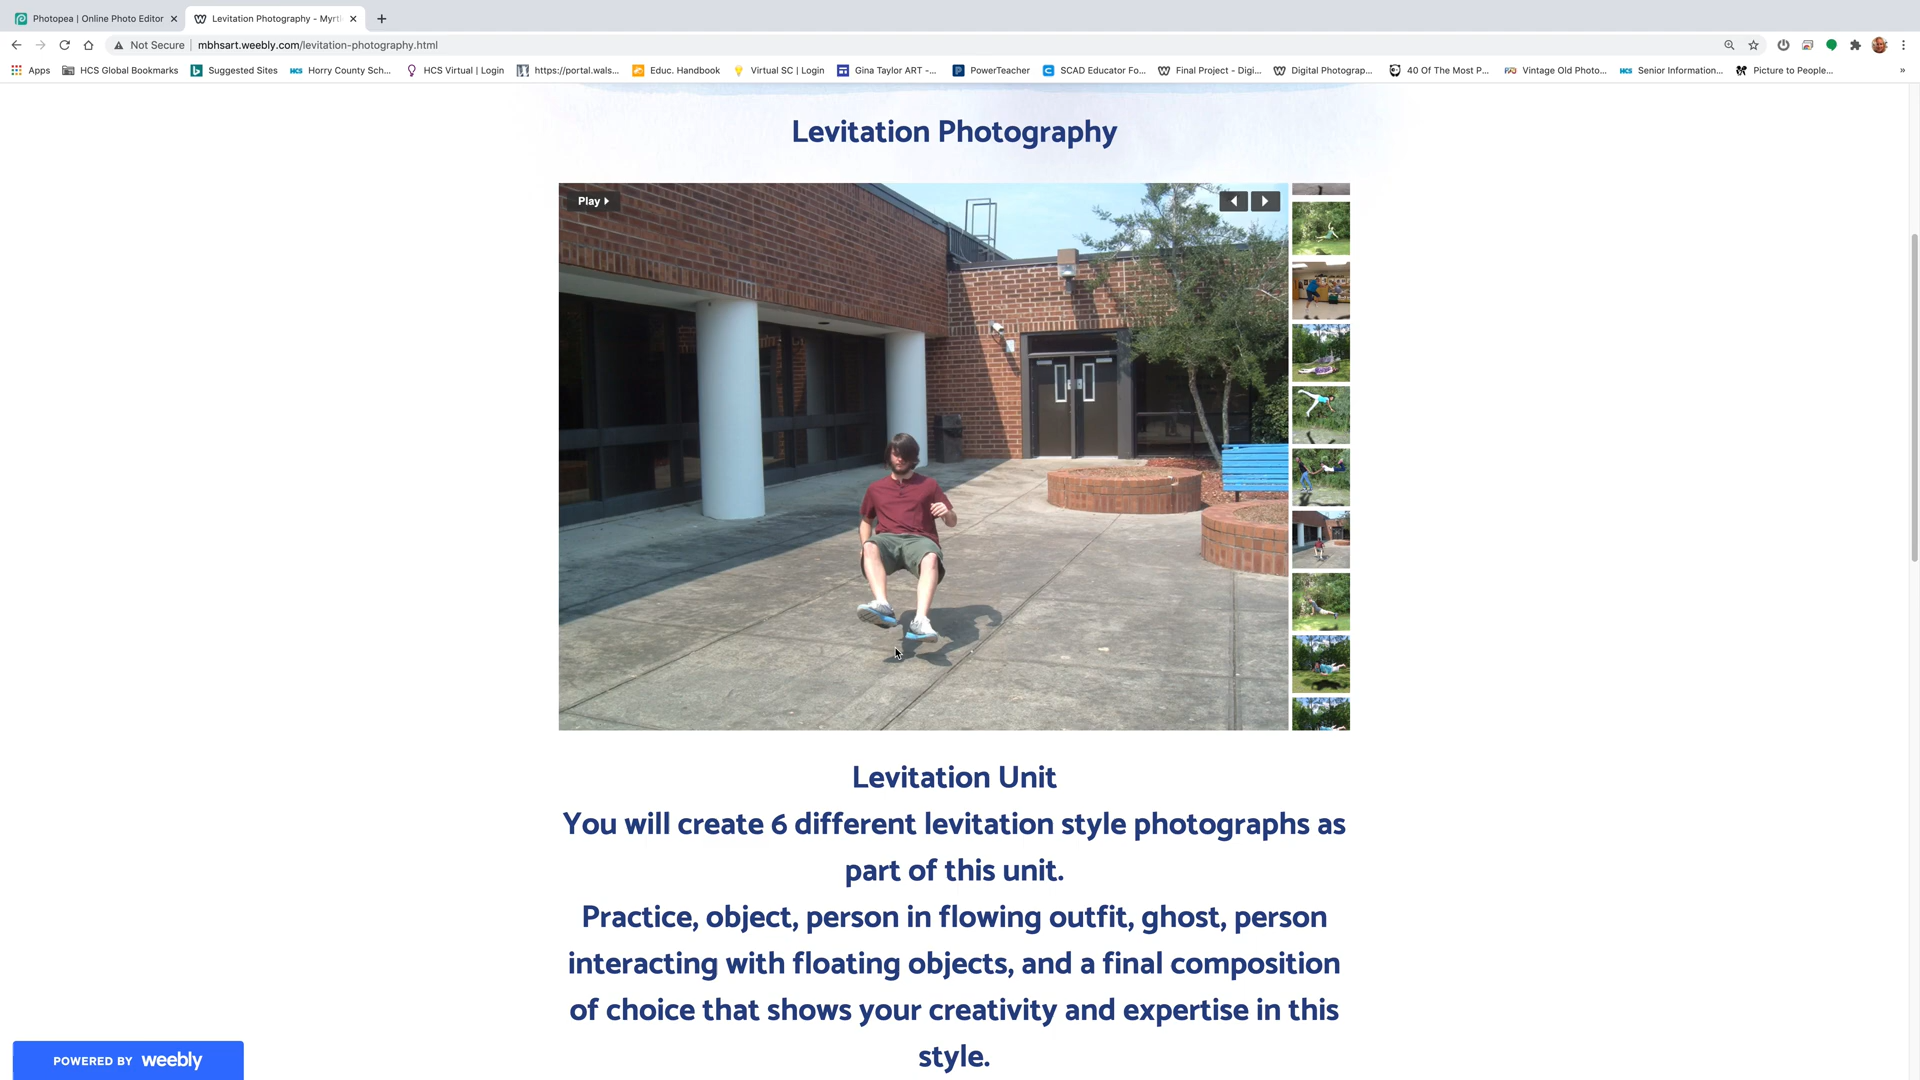 Photopea | Online Photo Editor
Levitation Photography - Myrt
Not Secure
mbhsart.weebly.com/levitation-photography.html
Apps
HCS Global Bookmarks
Suggested Sites
HCS Horry County Sch...
HCS Virtual | Login
https://portal.wals...
Educ. Handbook
Virtual SC | Login
Gina Taylor ART -...
PowerTeacher
SCAD Educator Fo...
Final Project - Digi...
Digital Photograp...
40 Of The Most P...
Vintage Old Photo...
HCS Senior Information...
Picture to People...
»
Levitation Photography
Play
Levitation Unit
You will create 6 different levitation style photographs as
part of this unit.
Practice, object, person in flowing outfit, ghost, person
interacting with floating objects, and a final composition
of choice that shows your creativity and expertise in this
style.
POWERED BY weebly